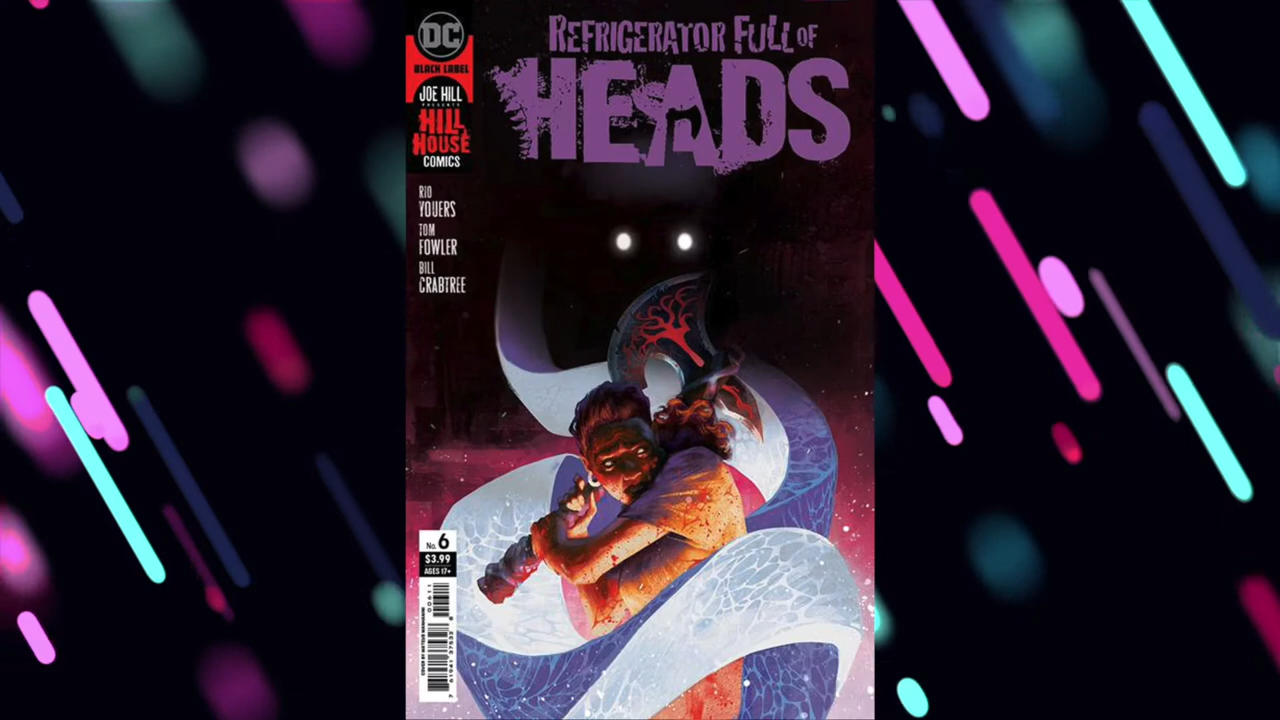 DC
BLACK LABEL
JOE HILL
PRESENTS
HILL
HOUSE
COMICS
REFRIGERATOR FULL OF
HEADS
RIO
YOUERS
TOM
FOWLER
BILL
CRABTREE
No. 6
$3.99
AGES 17+
00611